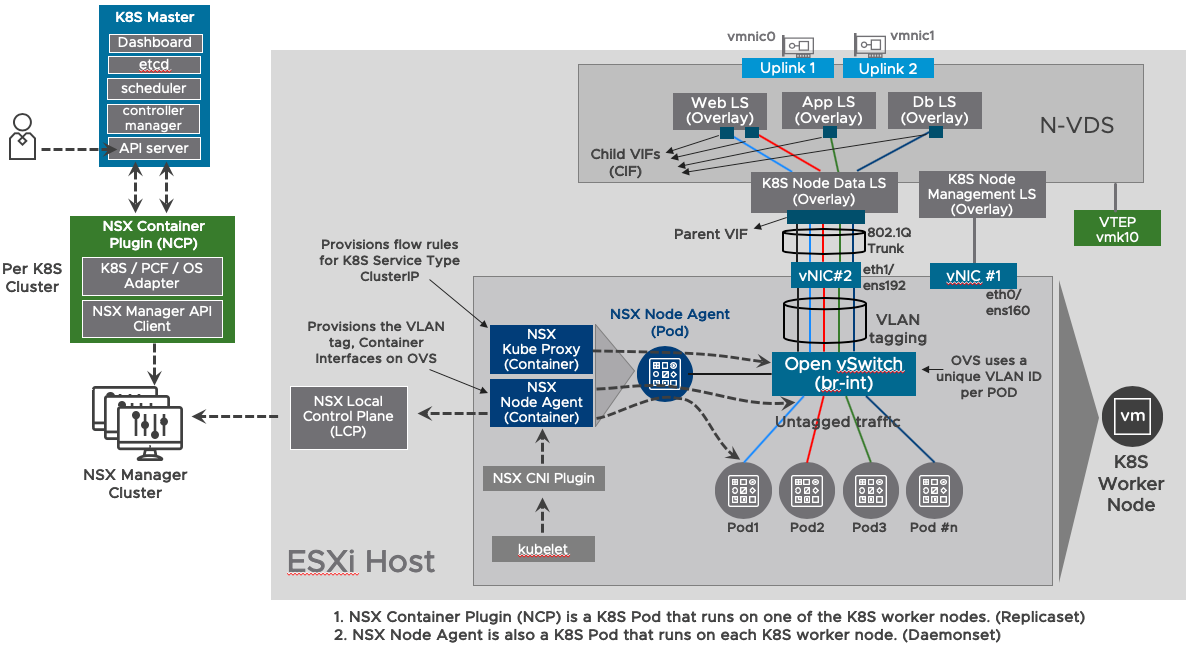 K8S Master
Dashboard
etcd
scheduler
controller
manager
API server
NSX Container
Plugin (NCP)
K8S / PCF / OS
Adapter
NSX Manager API
Client
Per K8S
Cluster
NSX Manager
Cluster
vmnic0
vmnic1
Uplink 1
Uplink 2
N-VDS
Web LS
(Overlay)
App LS
(Overlay)
Db LS
(Overlay)
Child VIFs
(CIF)
K8S Node Data LS
(Overlay)
K8S Node
Management LS
(Overlay)
VTEP
vmk10
Parent VIF
802.1Q
Trunk
vNIC#2
eth1/
ens192
vNIC #1
eth0/
ens160
Provisions flow rules
for K8S Service Type
ClusterIP
Provisions the VLAN
tag, Container
Interfaces on OVS
NSX Local
Control Plane
(LCP)
NSX
Kube Proxy
(Container)
NSX
Node Agent
(Container)
NSX Node Agent
(Pod)
VLAN
tagging
Open vSwitch
(br-int)
OVS uses a
unique VLAN ID
per POD
Untagged traffic
NSX CNI Plugin
kubelet
Pod1
Pod2
Pod3
Pod #n
vm
K8S
Worker
Node
ESXi Host
1. NSX Container Plugin (NCP) is a K8S Pod that runs on one of the K8S worker nodes. (Replicaset)
2. NSX Node Agent is also a K8S Pod that runs on each K8S worker node. (Daemonset)